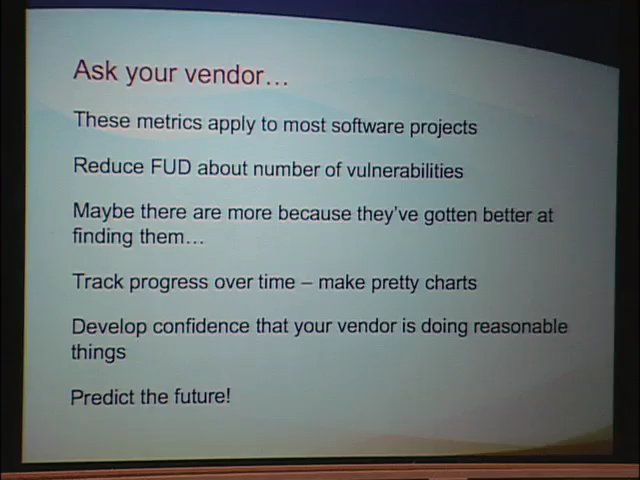 Ask your vendor…
These metrics apply to most software projects
Reduce FUD about number of vulnerabilities
Maybe there are more because they've gotten better at
finding them…
Track progress over time – make pretty charts
Develop confidence that your vendor is doing reasonable
things
Predict the future!